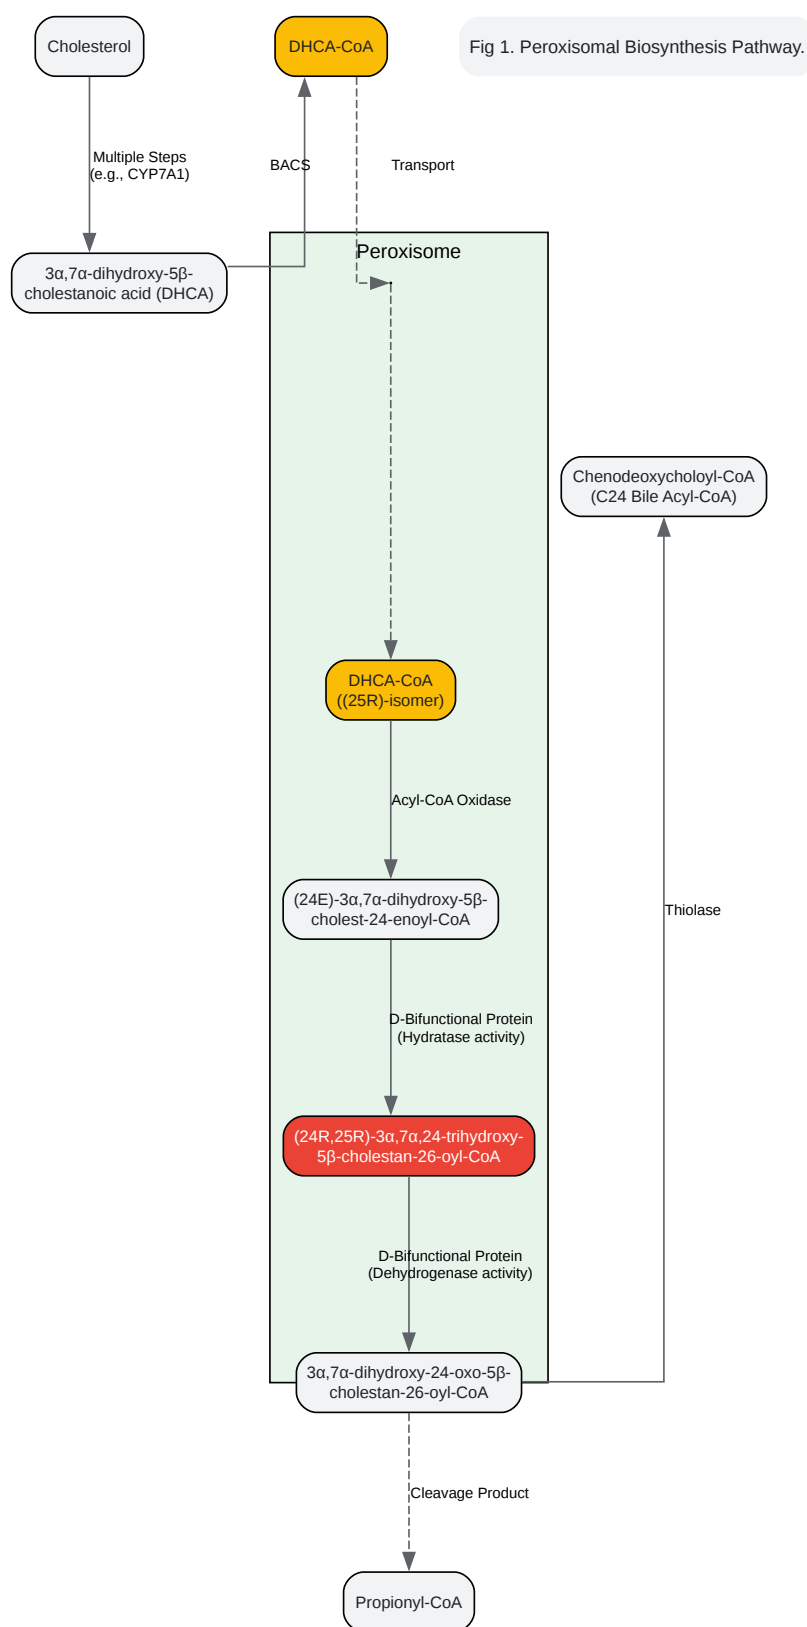 Cholesterol
DHCA-CoA
Fig 1. Peroxisomal Biosynthesis Pathway.
Multiple Steps
(e.g., CYP7A1)
BACS
Transport
Peroxisome
3α,7α-dihydroxy-5β-
cholestanoic acid (DHCA)
Chenodeoxycholoyl-CoA
(C24 Bile Acyl-CoA)
DHCA-CoA
((25R)-isomer)
Acyl-CoA Oxidase
(24E)-3α,7α-dihydroxy-5β-
cholest-24-enoyl-CoA
Thiolase
D-Bifunctional Protein
(Hydratase activity)
(24R,25R)-3α,7α,24-trihydroxy-
5β-cholestan-26-oyl-CoA
D-Bifunctional Protein
(Dehydrogenase activity)
3α,7α-dihydroxy-24-oxo-5β-
cholestan-26-oyl-CoA
Cleavage Product
Propionyl-CoA